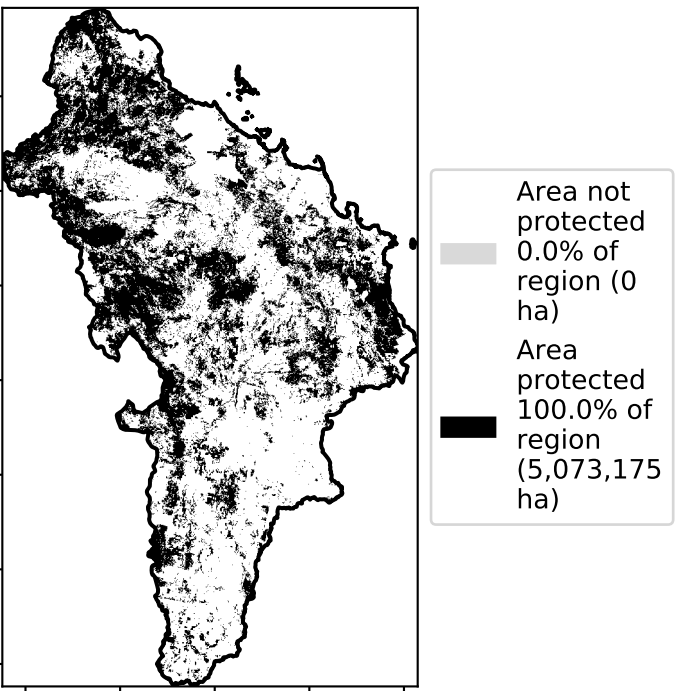 Area not
protected
0.0% of
region (0
ha)
Area
protected
100.0% of
region
(5,073,175
ha)